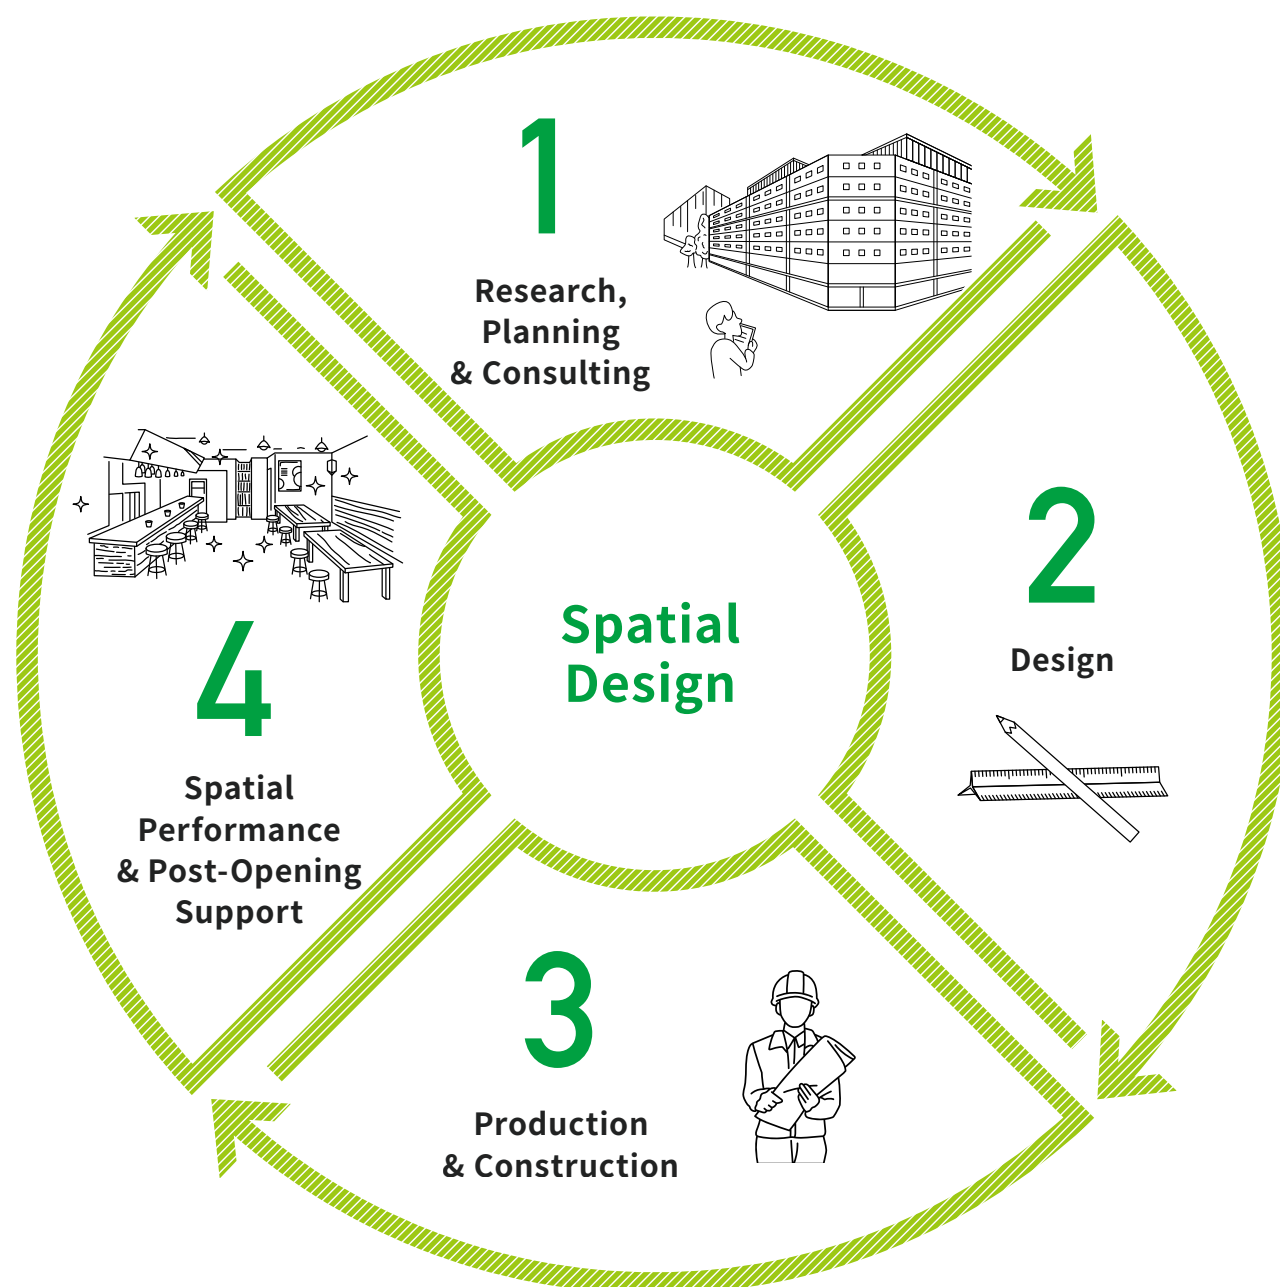 1
Research,
Planning
& Consulting
2
Design
3
Production
& Construction
4
Spatial
Performance
& Post-Opening
Support
Spatial
Design